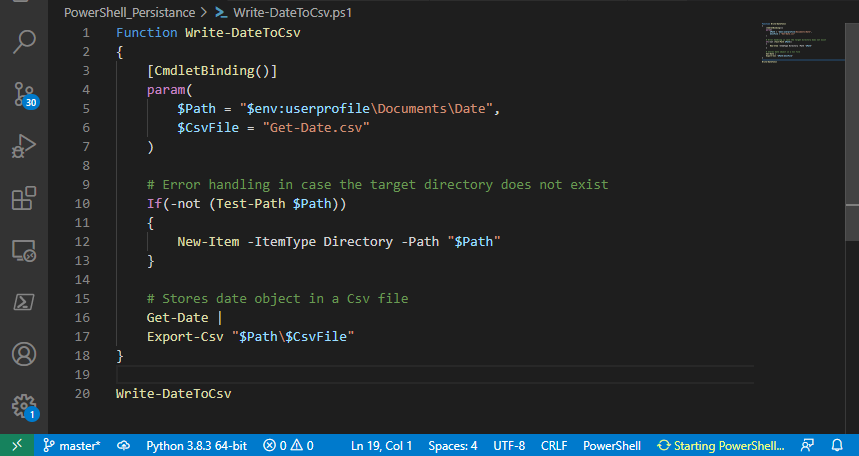 PowerShell_Persistance > Write-DateToCsv.ps1
1 Function Write-DateToCsv
2 {
3 [CmdletBinding()]
4 param(
5 $Path = "$env:userprofile\Documents\Date",
6 $CsvFile = "Get-Date.csv"
7 )
8
9 # Error handling in case the target directory does not exist
10 If(-not (Test-Path $Path))
11 {
12 New-Item -ItemType Directory -Path "$Path"
13 }
14
15 # Stores date object in a Csv file
16 Get-Date |
17 Export-Csv "$Path\$CsvFile"
18 }
19
20 Write-DateToCsv
30
1
master* Python 3.8.3 64-bit 0 0 Ln 19, Col 1 Spaces: 4 UTF-8 CRLF PowerShell Starting PowerShell...